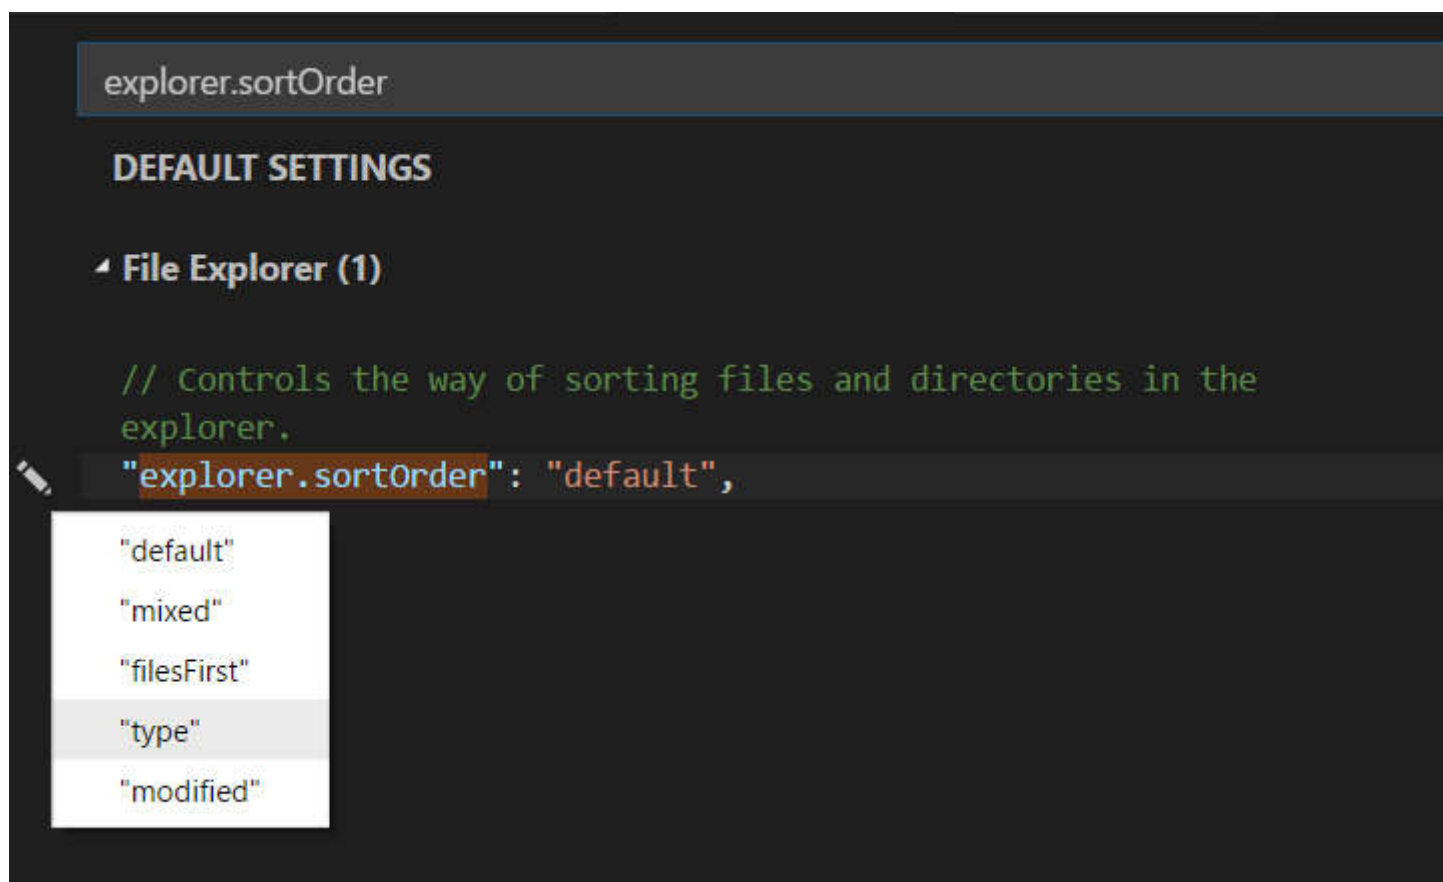 explorer.sortOrder
DEFAULT SETTINGS
File Explorer (1)
// Controls the way of sorting files and directories in the
explorer.
"explorer.sortOrder": "default",
"default"
"mixed"
"filesFirst"
"type"
"modified"